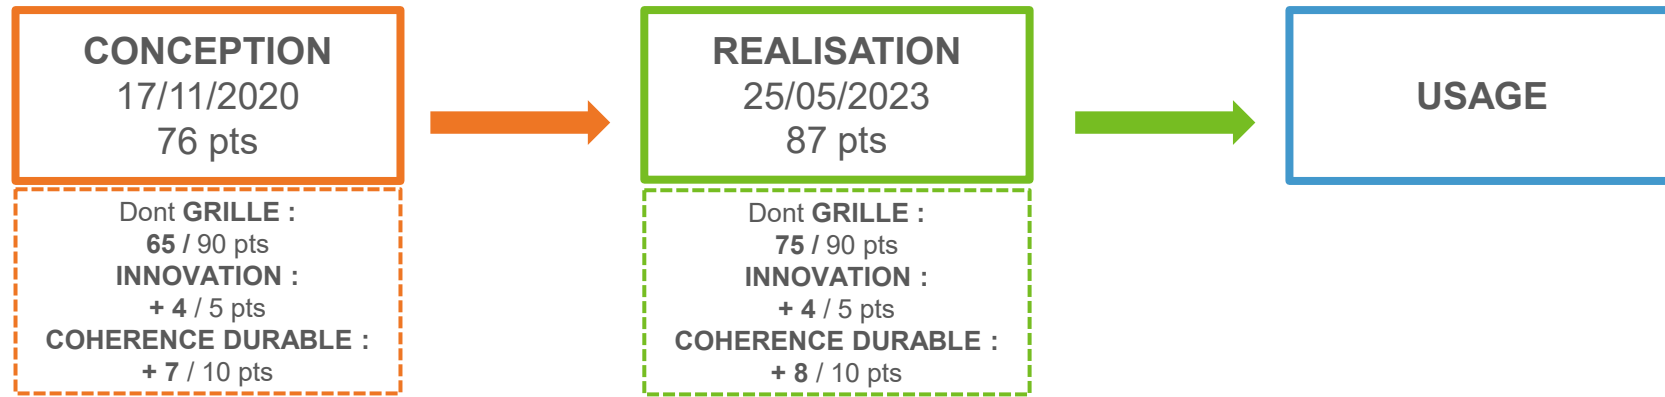 CONCEPTION
17/11/2020
76 pts
Dont GRILLE :
65 / 90 pts
INNOVATION :
+ 4 / 5 pts
COHERENCE DURABLE :
+ 7 / 10 pts
REALISATION
25/05/2023
87 pts
Dont GRILLE :
75 / 90 pts
INNOVATION :
+ 4 / 5 pts
COHERENCE DURABLE :
+ 8 / 10 pts
USAGE